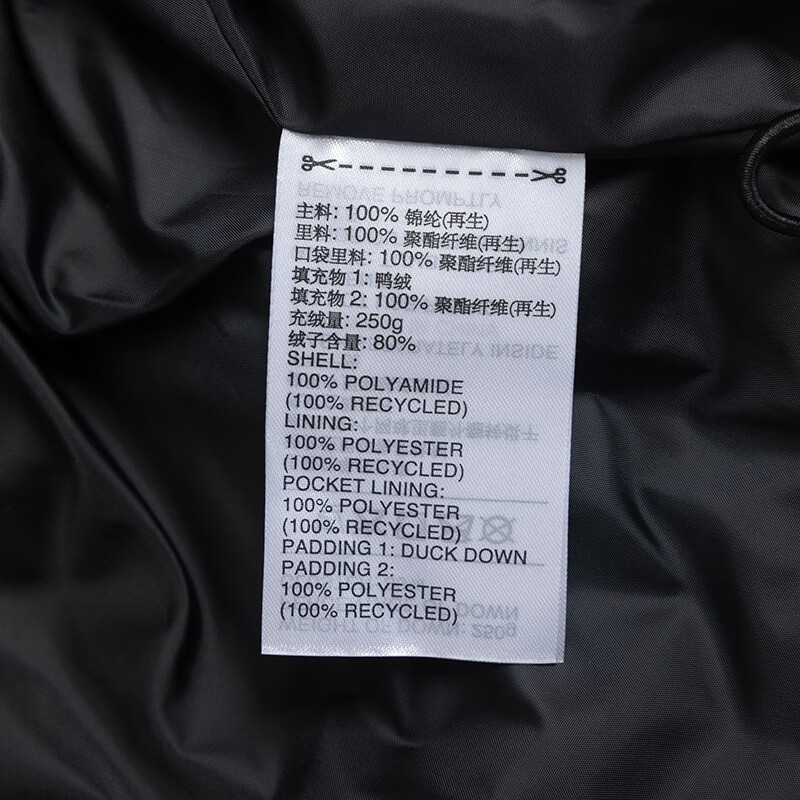 主料: 100% 锦纶(再生)
里料: 100% 聚酯纤维(再生)
口袋里料: 100% 聚酯纤维(再生)
填充物 1: 鸭绒
填充物 2: 100% 聚酯纤维(再生)
充绒量: 250g
绒子含量: 80%
SHELL:
100% POLYAMIDE
(100% RECYCLED)
LINING:
100% POLYESTER
(100% RECYCLED)
POCKET LINING:
100% POLYESTER
(100% RECYCLED)
PADDING 1: DUCK DOWN
PADDING 2:
100% POLYESTER
(100% RECYCLED)